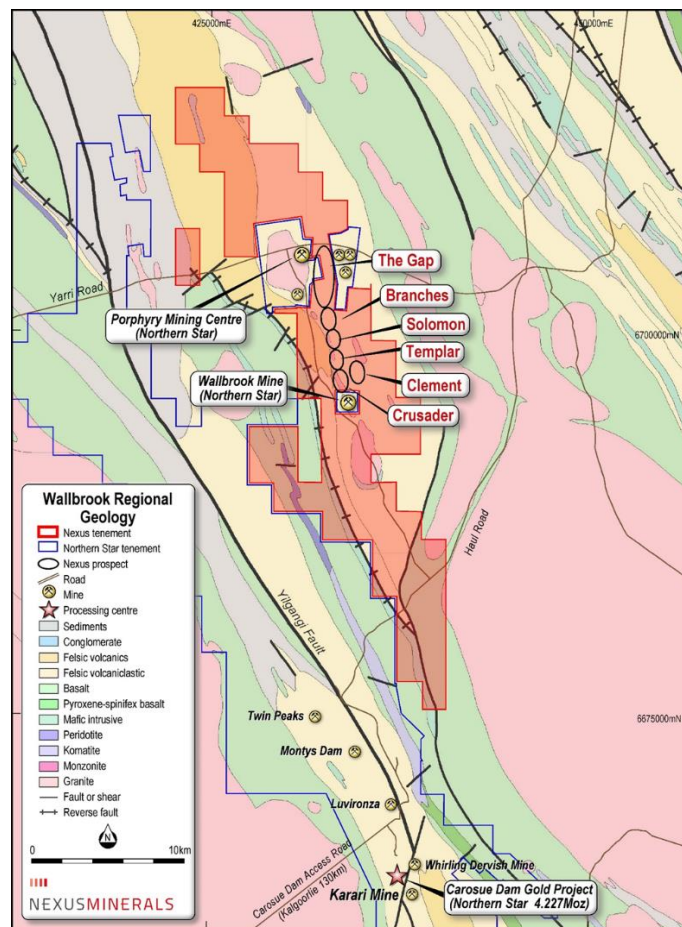 425000mE
450000mE
The Gap
Branches
Yarri Road
Porphyry Mining Centre
(Northern Star)
Solomon
6700000mN
Templar
Wallbrook Mine
(Northern Star)
Clement
Crusader
Haul Road
Yilgangi Fault
6675000mN
Twin Peaks
Montys Dam
Luvironza
Carosue Dam Access Road
(Kalgoorlie 130km)
Whirling Dervish Mine
Karari Mine
Carosue Dam Gold Project
(Northern Star 4.227Moz)
Wallbrook Regional
Geology
Nexus tenement
Northern Star tenement
Nexus prospect
Road
Mine
Processing centre
Sediments
Conglomerate
Felsic volcanics
Felsic volcaniclastic
Basalt
Pyroxene-spinifex basalt
Mafic intrusive
Peridotite
Komatite
Monzonite
Granite
Fault or shear
Reverse fault
N
0
10km
NEXUSMINERALS